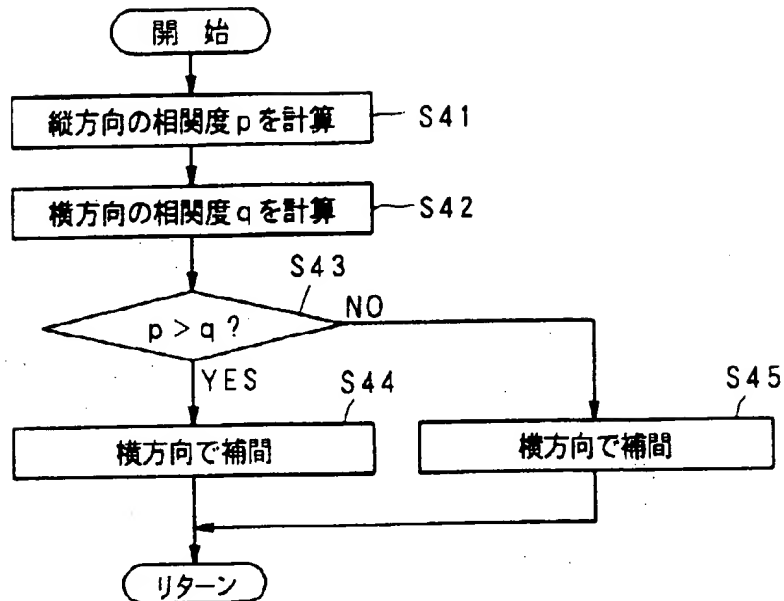 開始
縦方向の相関度pを計算
S41
横方向の相関度qを計算
S42
S43
p>q?
NO
YES
S44
S45
横方向で補間
横方向で補間
リターン